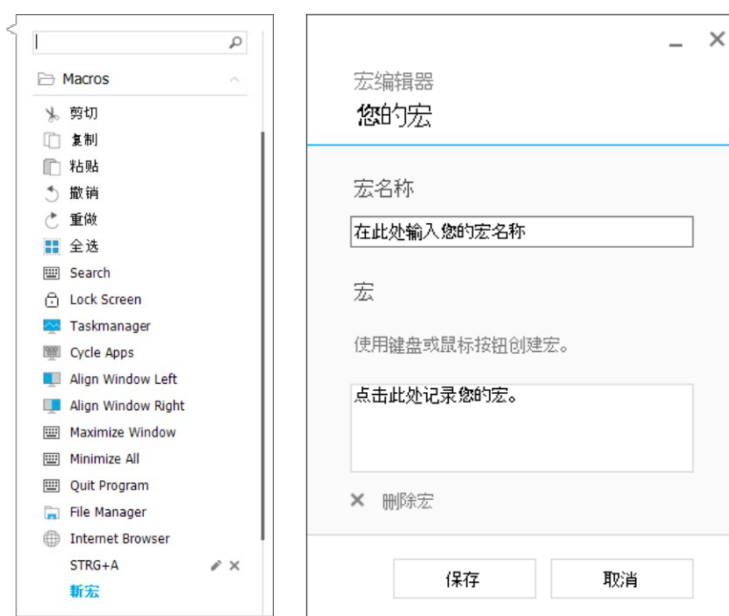 Macros
剪切
复制
粘贴
撤销
重做
全选
Search
Lock Screen
Taskmanager
Cycle Apps
Align Window Left
Align Window Right
Maximize Window
Minimize All
Quit Program
File Manager
Internet Browser
STRG+A
新宏
宏编辑器
您的宏
宏名称
在此处输入您的宏名称
宏
使用键盘或鼠标按钮创建宏。
点击此处记录您的宏。
删除宏
保存
取消